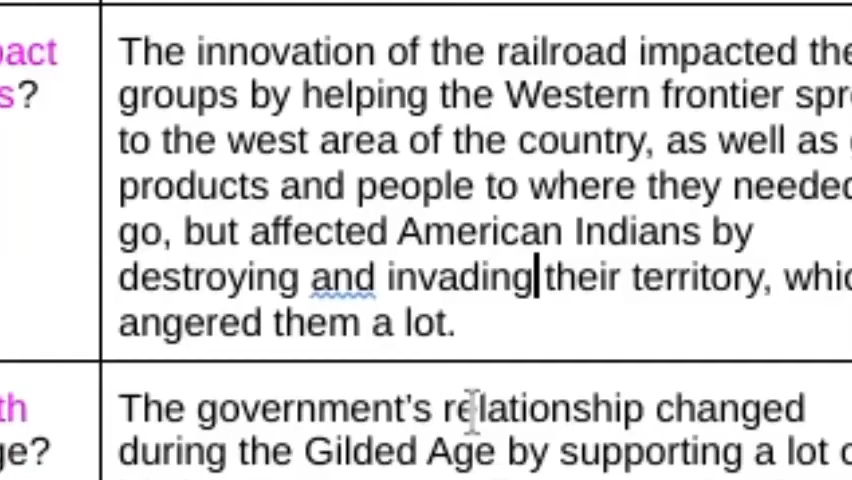 pact
s?
The innovation of the railroad impacted the
groups by helping the Western frontier spr
to the west area of the country, as well as
products and people to where they needed
go, but affected American Indians by
destroying and invading their territory, whic
angered them a lot.
th
ge?
The government's relationship changed
during the Gilded Age by supporting a lot o